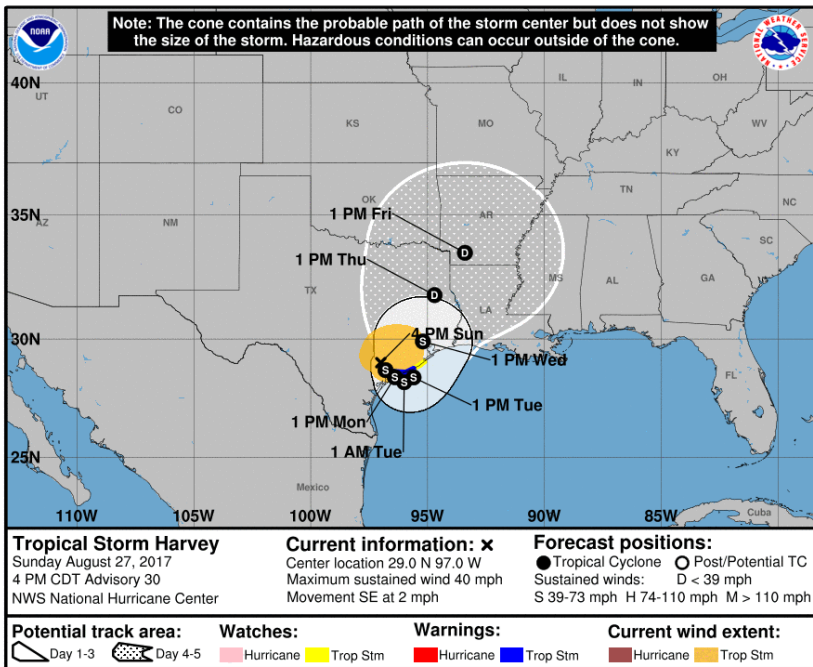 Note: The cone contains the probable path of the storm center but does not show
the size of the storm. Hazardous conditions can occur outside of the cone.
NOAA
NATIONAL WEATHER SERVICE
40N
35N
30N
25N
UT
CO
KS
MO
IL
IN
OH
WV
KY
AZ
NM
OK
AR
TN
NC
TX
LA
MS
AL
GA
SC
FL
Mexico
Cuba
1 PM Fri
1 PM Thu
4 PM Sun
1 PM Wed
1 PM Tue
1 PM Mon
1 AM Tue
D
D
S
S
S
S
S
110W
105W
100W
95W
90W
85W
Tropical Storm Harvey
Sunday August 27, 2017
4 PM CDT Advisory 30
NWS National Hurricane Center
Current information: x
Center location 29.0 N 97.0 W
Maximum sustained wind 40 mph
Movement SE at 2 mph
Forecast positions:
Tropical Cyclone Post/Potential TC
Sustained winds: D < 39 mph
S 39-73 mph H 74-110 mph M > 110 mph
Potential track area:
Day 1-3 Day 4-5
Watches:
Hurricane Trop Stm
Warnings:
Hurricane Trop Stm
Current wind extent:
Hurricane Trop Stm